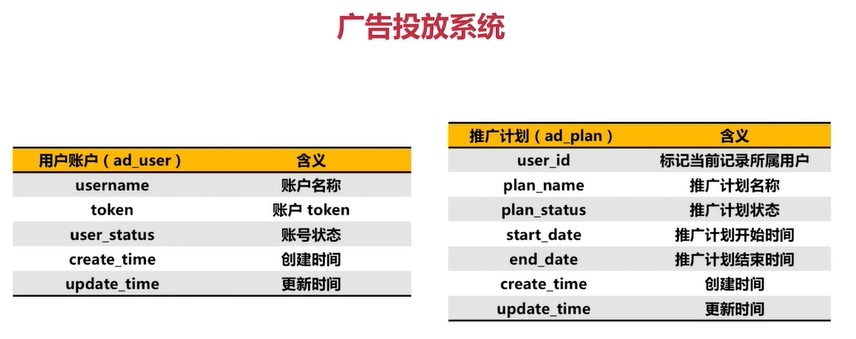 广告投放系统
用户账户（ad_user） 含义
username 账户名称
token 账户 token
user_status 账号状态
create_time 创建时间
update_time 更新时间
推广计划（ad_plan） 含义
user_id 标记当前记录所属用户
plan_name 推广计划名称
plan_status 推广计划状态
start_date 推广计划开始时间
end_date 推广计划结束时间
create_time 创建时间
update_time 更新时间